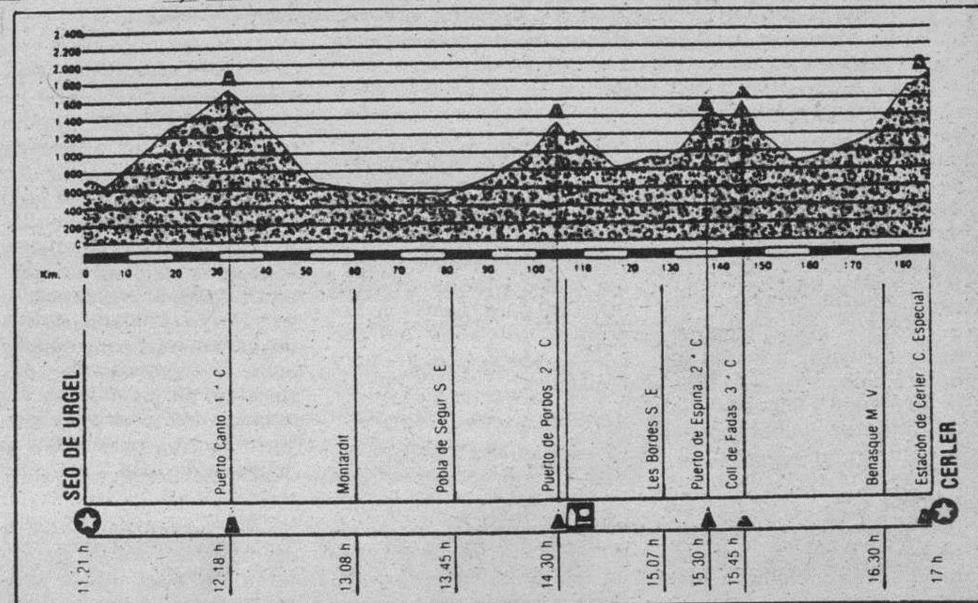 2.400
2.200
2.000
1 800
1 600
1 400
1 200
1 000
800
600
400
200
Km.
0 10 20 30 40 50 60 70 80 90 100 110 120 130 140 150 160 170 180
SEO DE URGEL
Puerto Canto 1ª C
Montardit
Pobla de Segur S E
Puerto de Porbos 2 C
Les Bordes S. E
Puerto de Espina 2ª C
Coll de Fadas 3ª C
Benasque M V
Estación de Cerler C Especial
CERLER
11.21 h
12.18 h
13.08 h
13.45 h
14.30 h
15.07 h
15.30 h
15.45 h
16.30 h
17 h